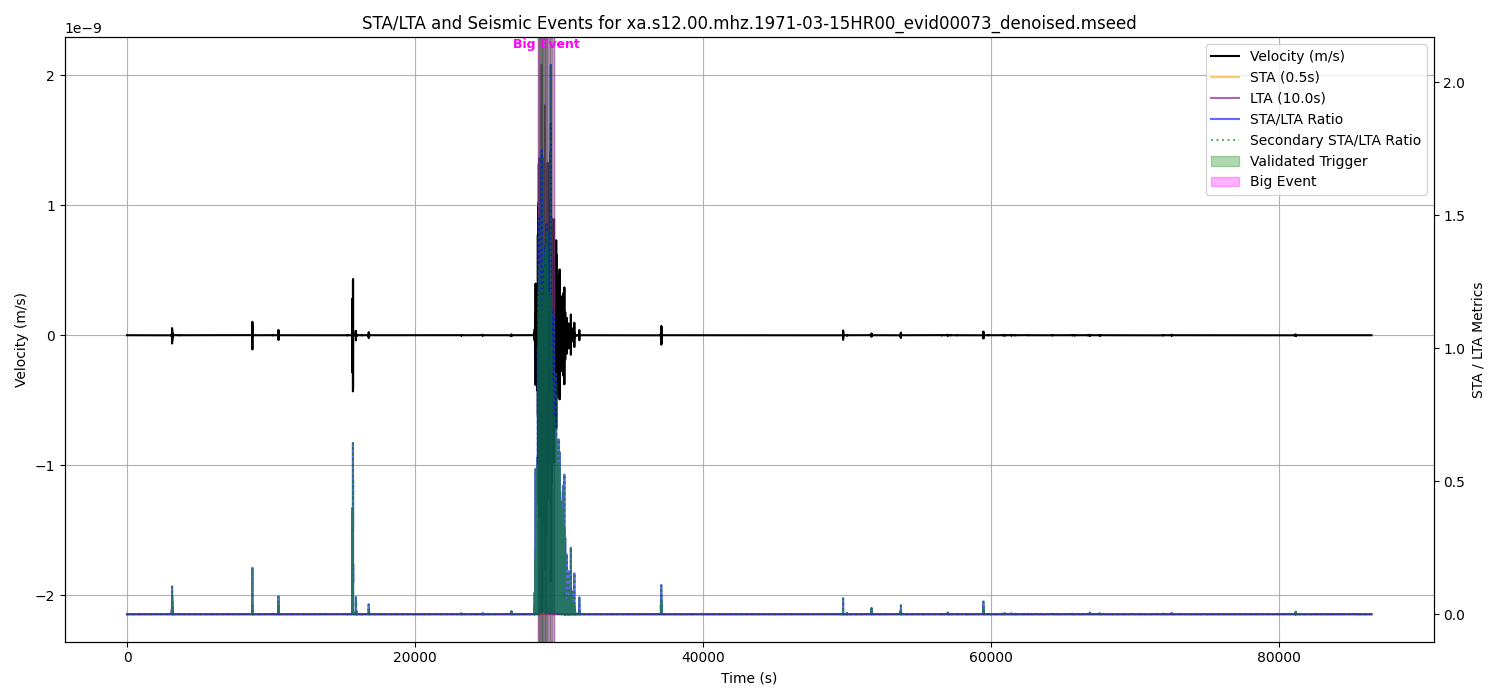 STA/LTA and Seismic Events for xa.s12.00.mhz.1971-03-15HR00_evid00073_denoised.mseed
1e−9
Big Event
Velocity (m/s)
STA (0.5s)
LTA (10.0s)
STA/LTA Ratio
Secondary STA/LTA Ratio
Validated Trigger
Big Event
2
1
0
−1
−2
Velocity (m/s)
2.0
1.5
1.0
0.5
0.0
STA / LTA Metrics
0 20000 40000 60000 80000
Time (s)